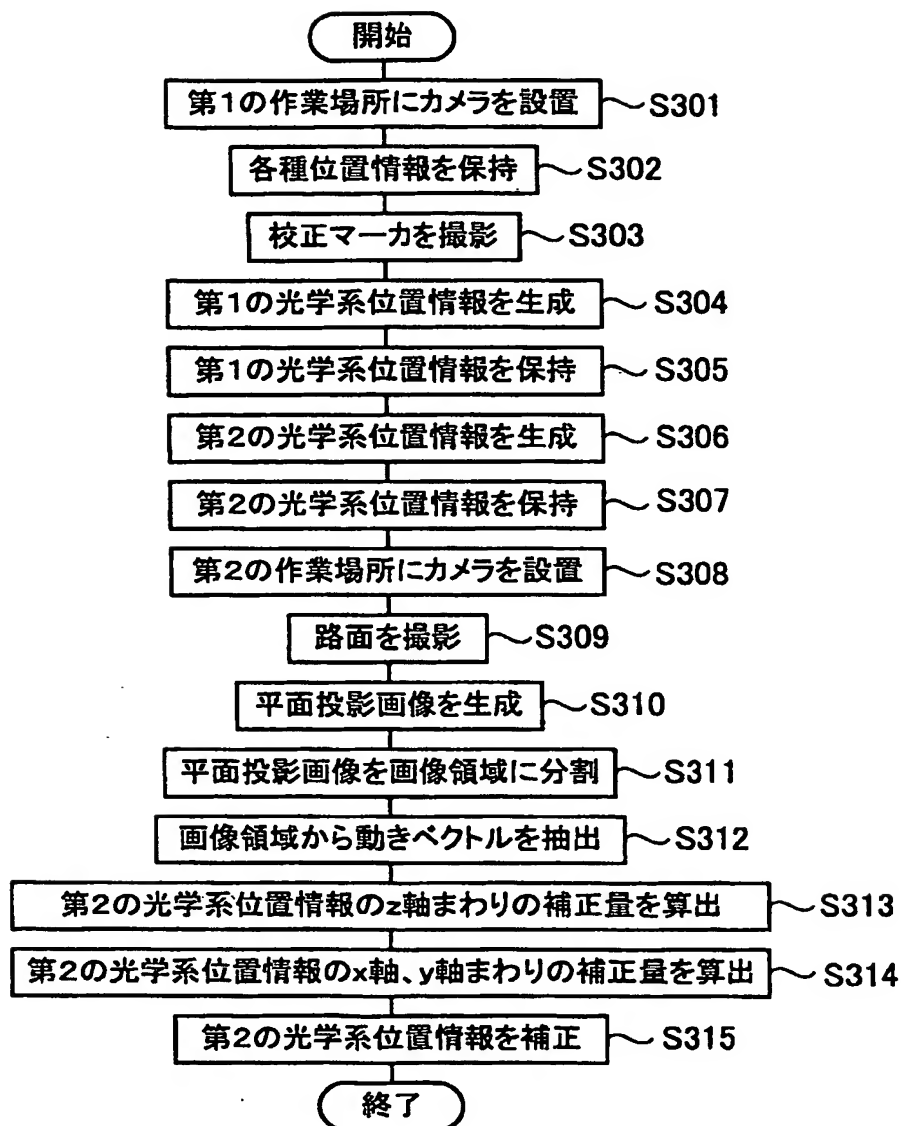 開始
第1の作業場所にカメラを設置 S301
各種位置情報を保持 S302
校正マーカを撮影 S303
第1の光学系位置情報を生成 S304
第1の光学系位置情報を保持 S305
第2の光学系位置情報を生成 S306
第2の光学系位置情報を保持 S307
第2の作業場所にカメラを設置 S308
路面を撮影 S309
平面投影画像を生成 S310
平面投影画像を画像領域に分割 S311
画像領域から動きベクトルを抽出 S312
第2の光学系位置情報のz軸まわりの補正量を算出 S313
第2の光学系位置情報のx軸、y軸まわりの補正量を算出 S314
第2の光学系位置情報を補正 S315
終了